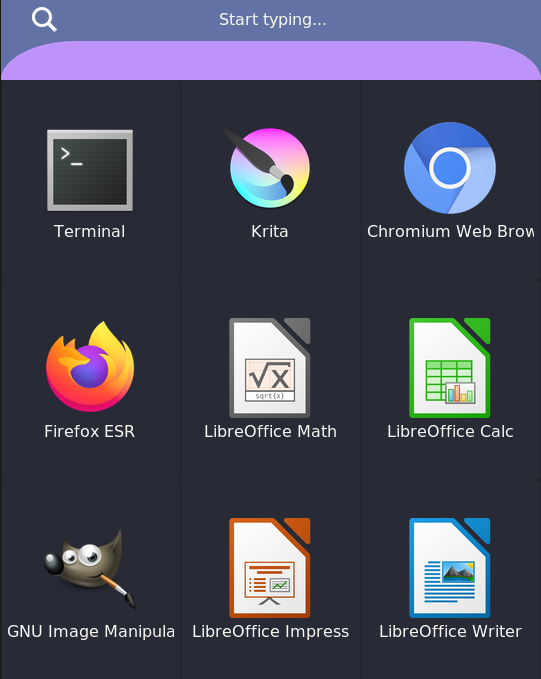 Start typing...
>_
Terminal
Krita
Chromium Web Brow
Firefox ESR
√x
sqrt{x}
LibreOffice Math
LibreOffice Calc
GNU Image Manipula
LibreOffice Impress
LibreOffice Writer